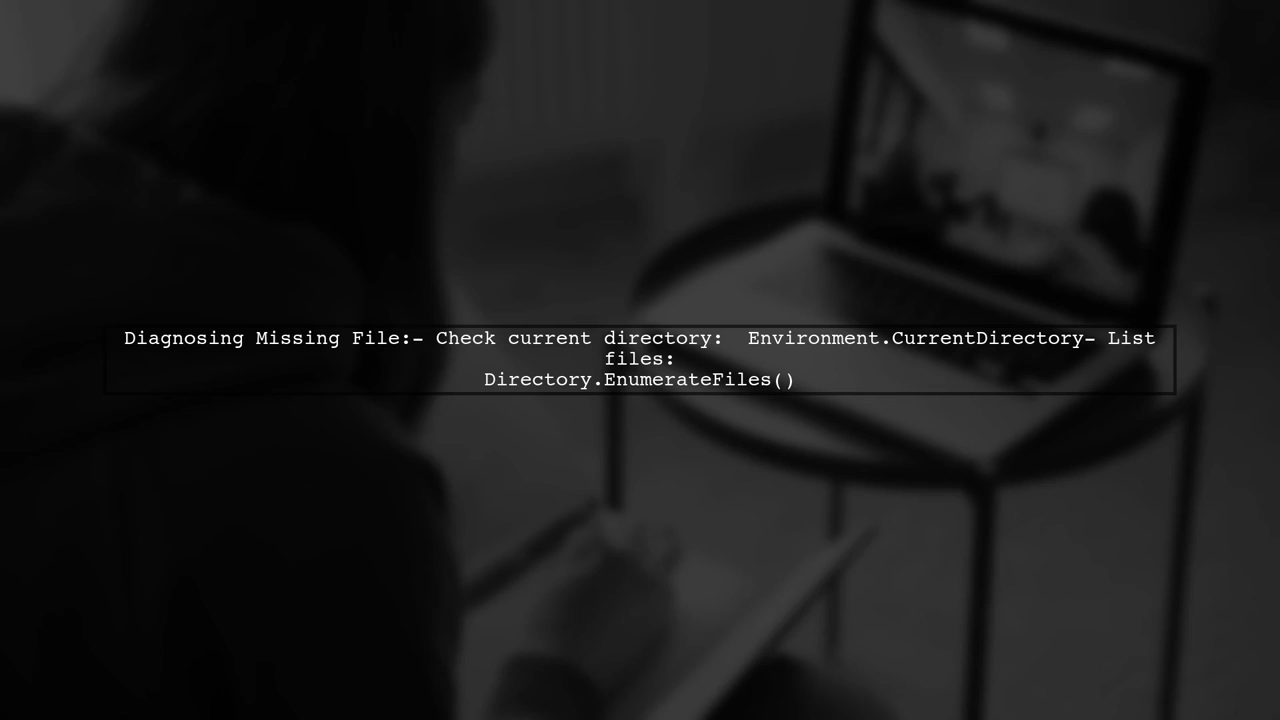 Diagnosing Missing File:- Check current directory:  Environment.CurrentDirectory- List
files:
Directory.EnumerateFiles()